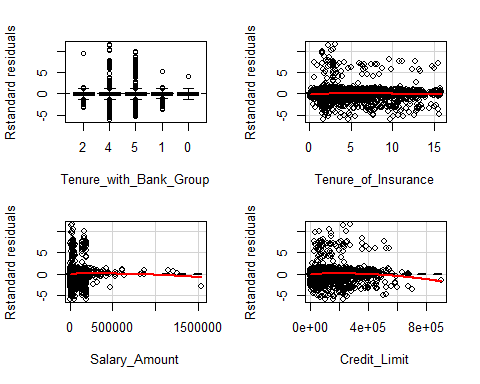 Rstandard residuals
5
0
-5
2 4 5 1 0
Tenure_with_Bank_Group
Rstandard residuals
5
0
-5
0 5 10 15
Tenure_of_Insurance
Rstandard residuals
5
0
-5
0 500000 1500000
Salary_Amount
Rstandard residuals
5
0
-5
0e+00 4e+05 8e+05
Credit_Limit